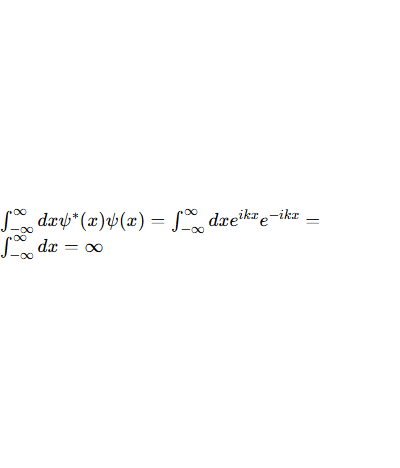 ∫_{-∞}^{∞} dxψ*(x)ψ(x) = ∫_{-∞}^{∞} dxe^{ikx}e^{-ikx} =
∫_{-∞}^{∞} dx = ∞